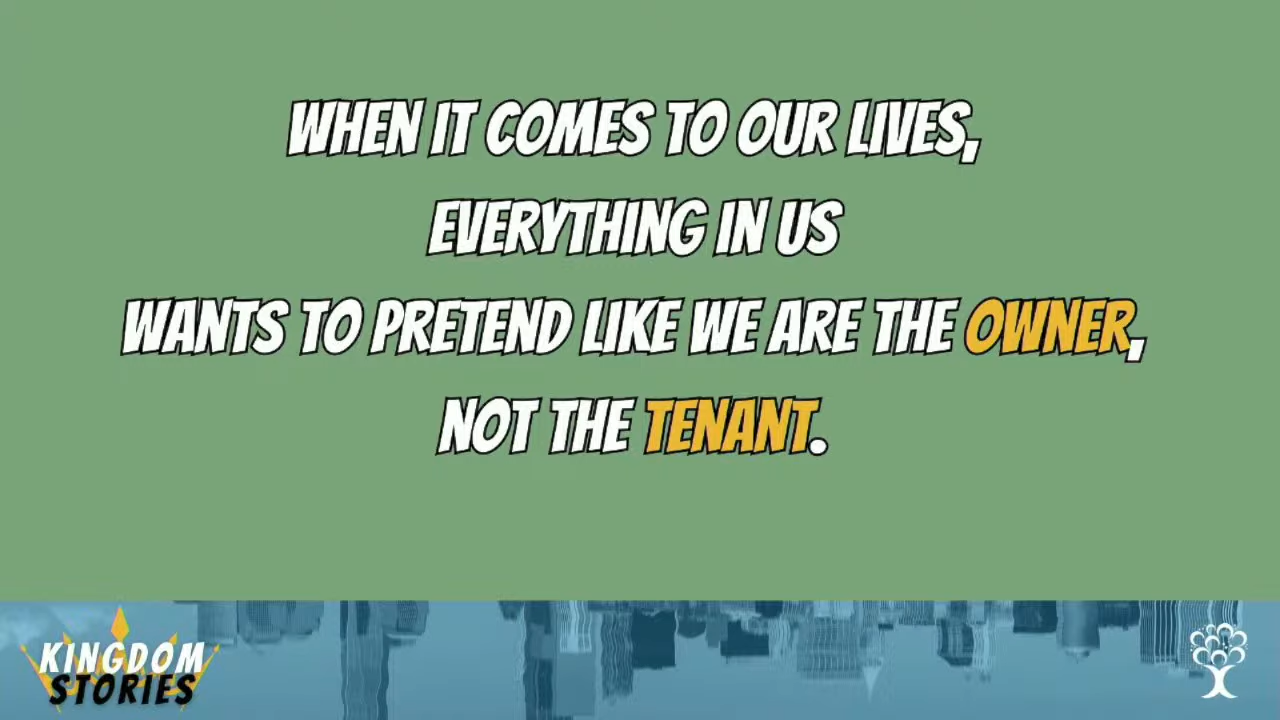 WHEN IT COMES TO OUR LIVES,
EVERYTHING IN US
WANTS TO PRETEND LIKE WE ARE THE OWNER,
NOT THE TENANT.
KINGDOM
STORIES